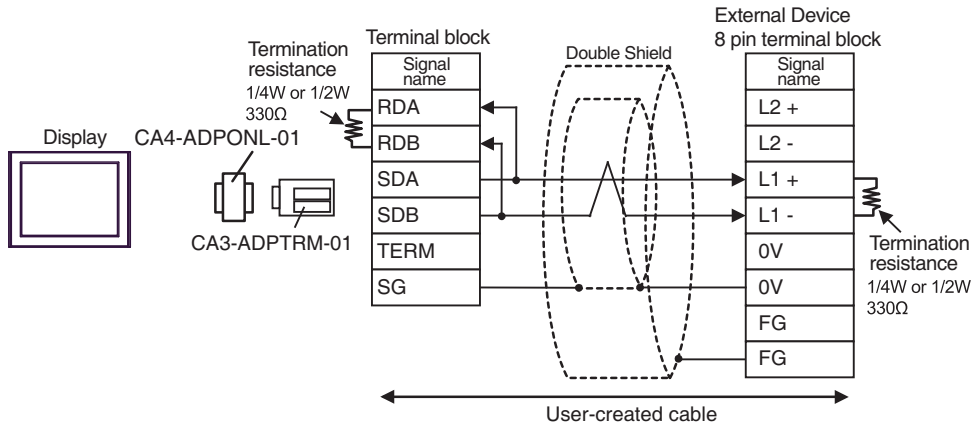 External Device
8 pin terminal block
Terminal block
Double Shield
Termination
resistance
1/4W or 1/2W
330Ω
Signal
name
Signal
name
RDA
L2 +
Display
CA4-ADPONL-01
RDB
L2 -
SDA
L1 +
SDB
L1 -
CA3-ADPTRM-01
TERM
0V
Termination
resistance
1/4W or 1/2W
330Ω
SG
0V
FG
FG
User-created cable